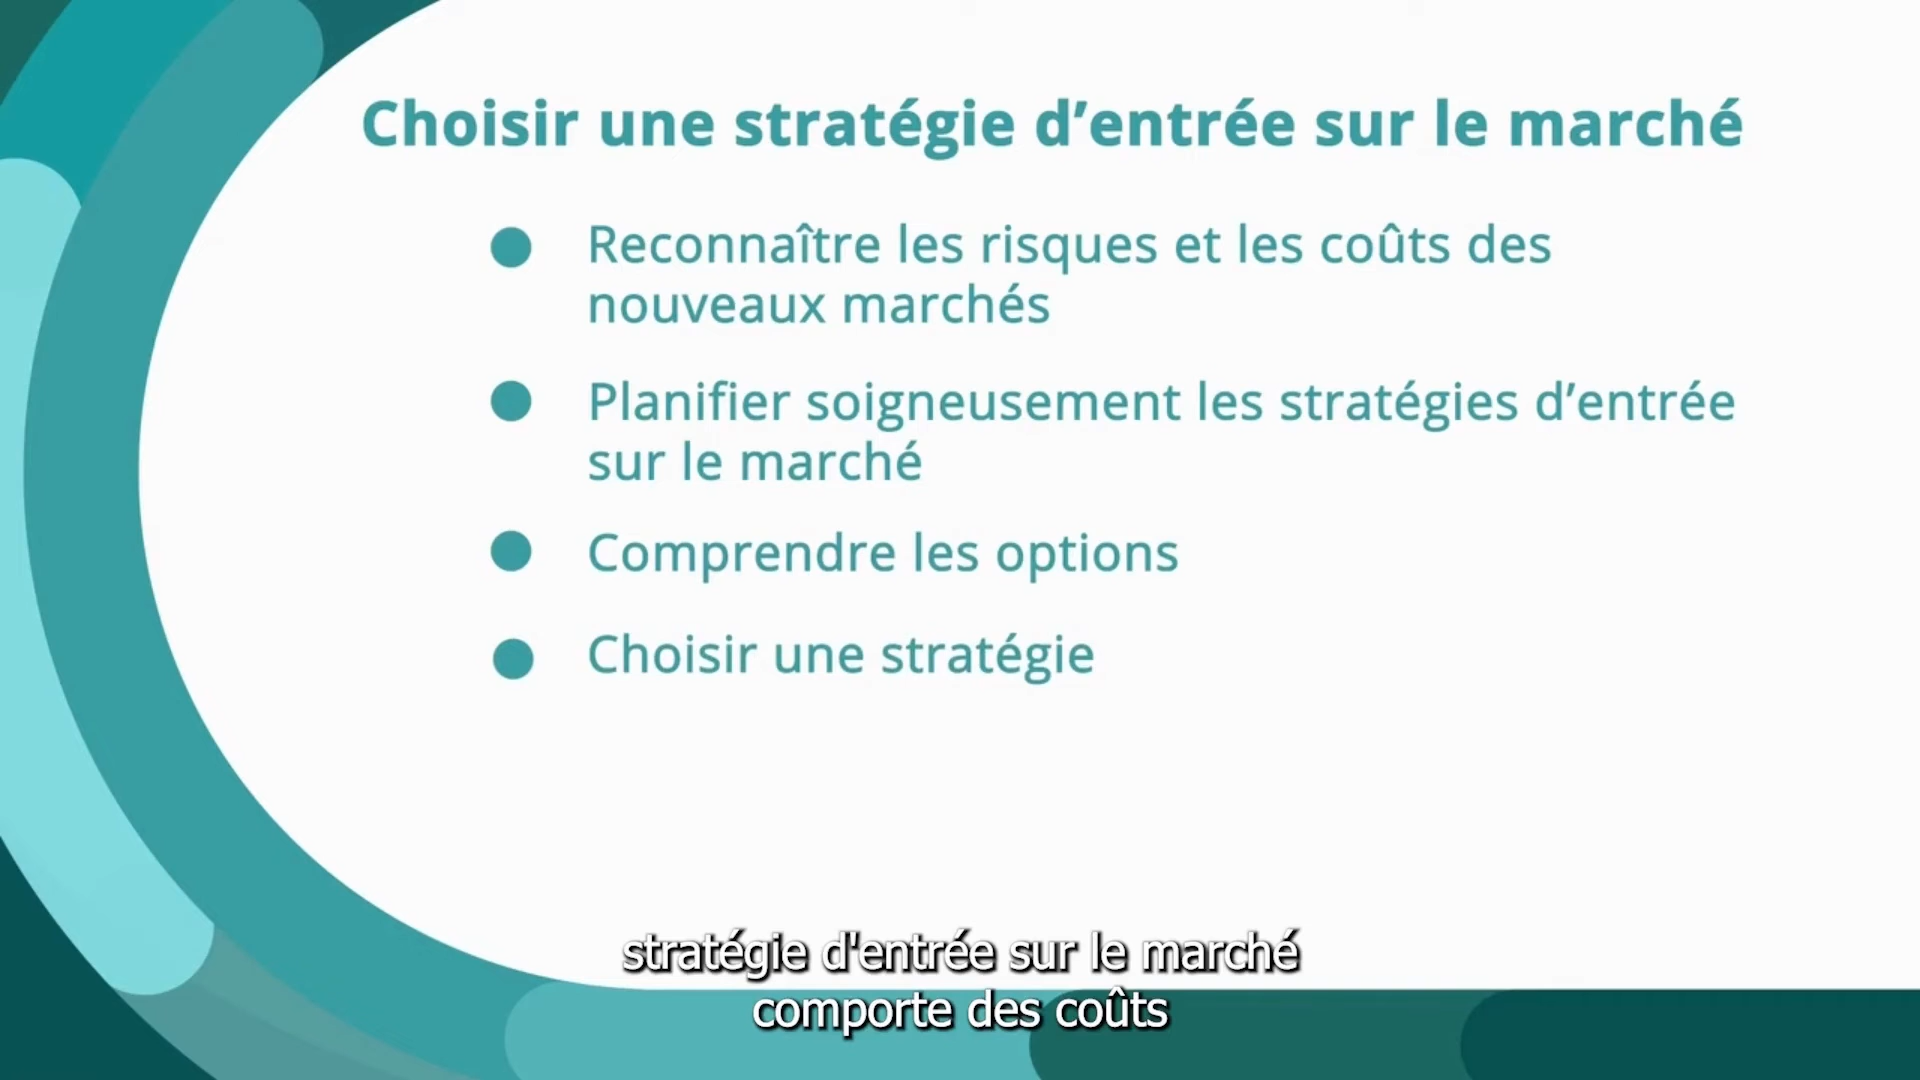 Choisir une stratégie d’entrée sur le marché
Reconnaître les risques et les coûts des
nouveaux marchés
Planifier soigneusement les stratégies d’entrée
sur le marché
Comprendre les options
Choisir une stratégie
stratégie d'entrée sur le marché
comporte des coûts